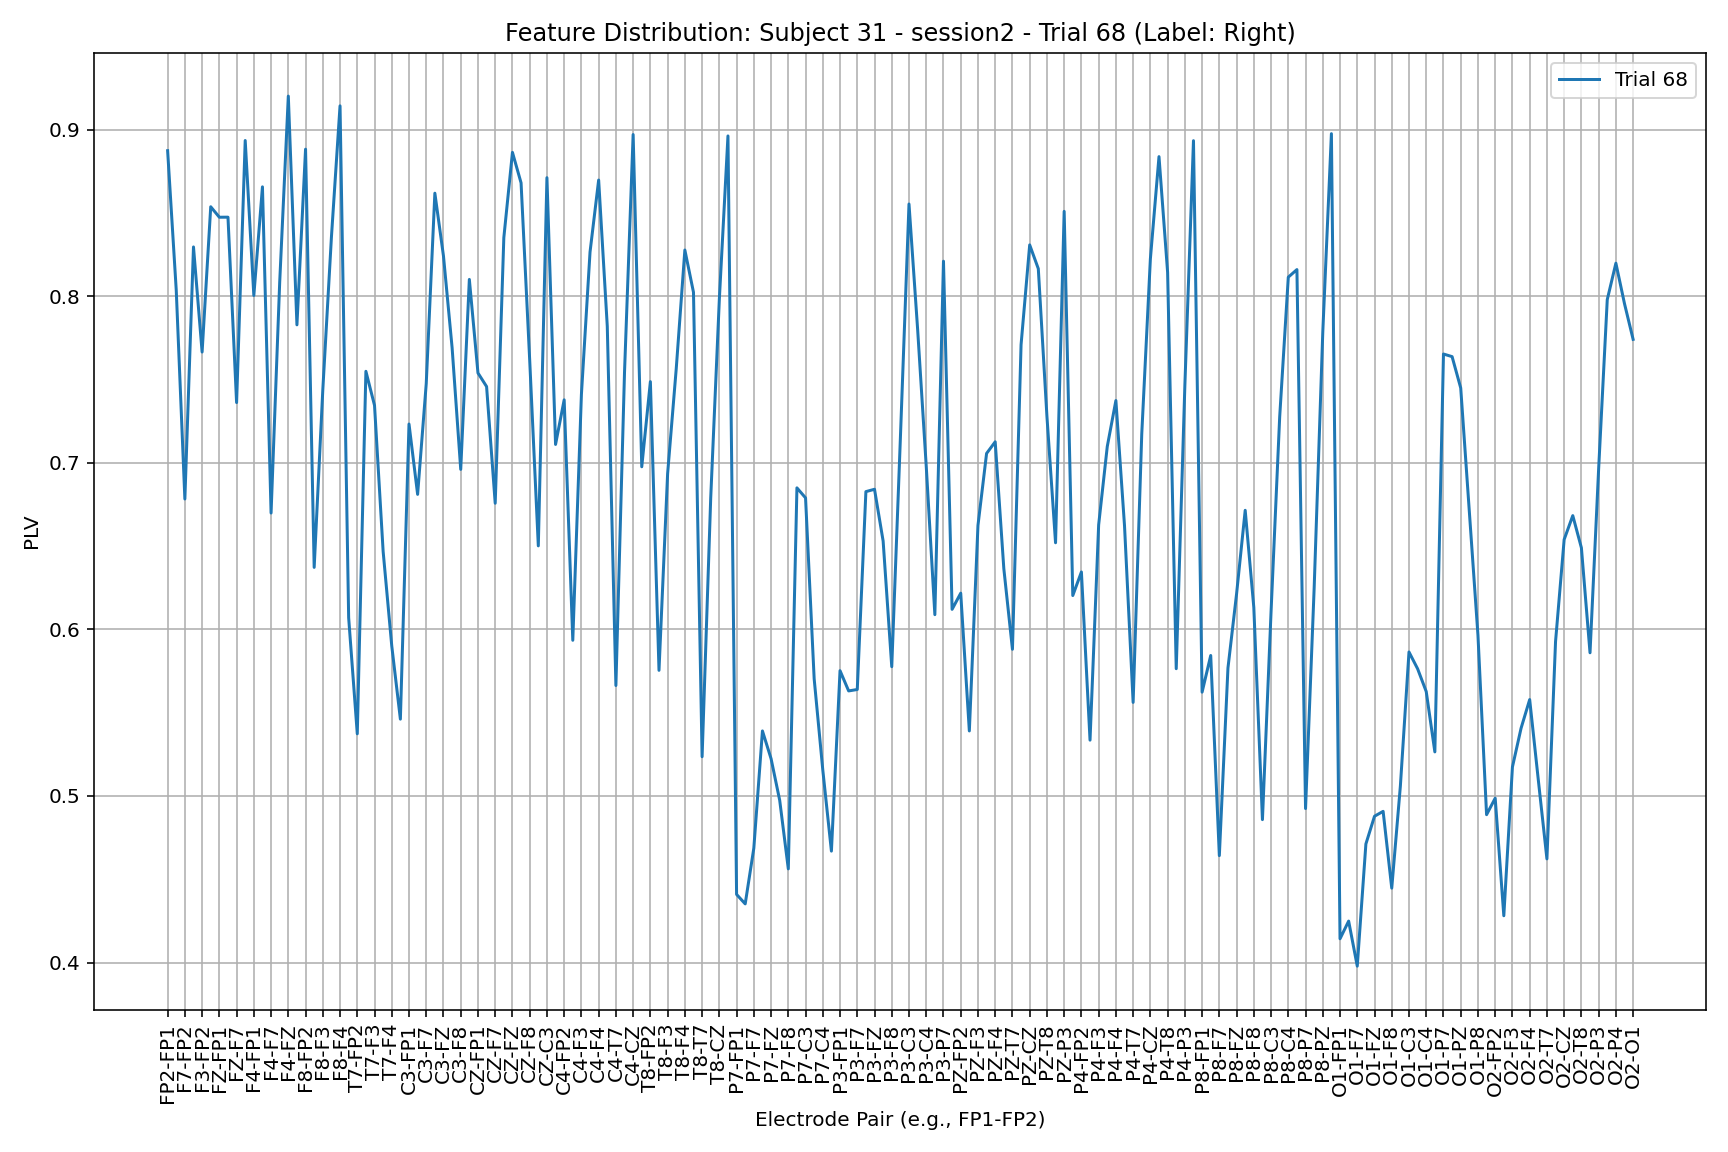 Feature Distribution: Subject 31 - session2 - Trial 68 (Label: Right)
Trial 68
PLV
0.9
0.8
0.7
0.6
0.5
0.4
FP2-FP1
F7-FP2
F3-FP2
FZ-FP1
FZ-F7
F4-FP1
F4-F7
F4-FZ
F8-FP2
F8-F3
F8-F4
T7-FP2
T7-F3
T7-F4
C3-FP1
C3-F7
C3-FZ
C3-F8
CZ-FP1
CZ-F7
CZ-FZ
CZ-F8
CZ-C3
C4-FP2
C4-F3
C4-F4
C4-T7
C4-CZ
T8-FP2
T8-F3
T8-F4
T8-T7
T8-CZ
P7-FP1
P7-F7
P7-FZ
P7-F8
P7-C3
P7-C4
P3-FP1
P3-F7
P3-FZ
P3-F8
P3-C3
P3-C4
P3-P7
PZ-FP2
PZ-F3
PZ-F4
PZ-T7
PZ-CZ
PZ-T8
PZ-P3
P4-FP2
P4-F3
P4-F4
P4-T7
P4-CZ
P4-T8
P4-P3
P8-FP1
P8-F7
P8-FZ
P8-F8
P8-C3
P8-C4
P8-P7
P8-PZ
O1-FP1
O1-F7
O1-FZ
O1-F8
O1-C3
O1-C4
O1-P7
O1-PZ
O1-P8
O2-FP2
O2-F3
O2-F4
O2-T7
O2-CZ
O2-T8
O2-P3
O2-P4
O2-O1
Electrode Pair (e.g., FP1-FP2)